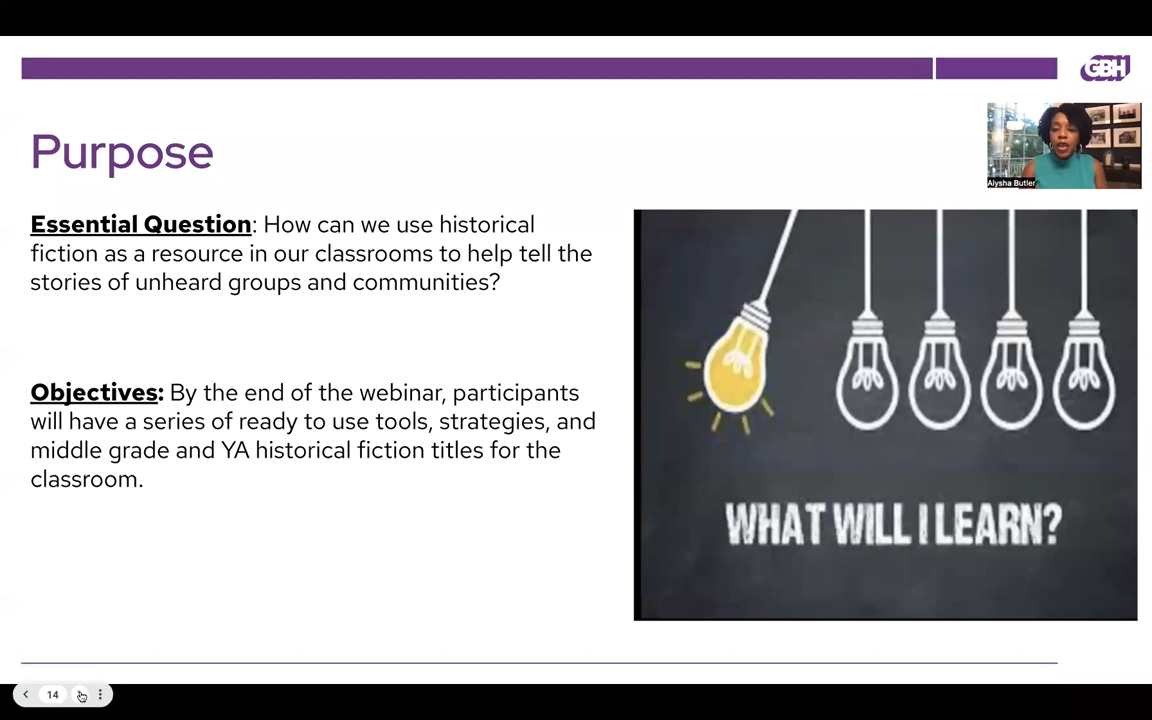 GBH
Purpose
Alysha Butler
Essential Question: How can we use historical
fiction as a resource in our classrooms to help tell the
stories of unheard groups and communities?
Objectives: By the end of the webinar, participants
will have a series of ready to use tools, strategies, and
middle grade and YA historical fiction titles for the
classroom.
WHAT WILL I LEARN?
14